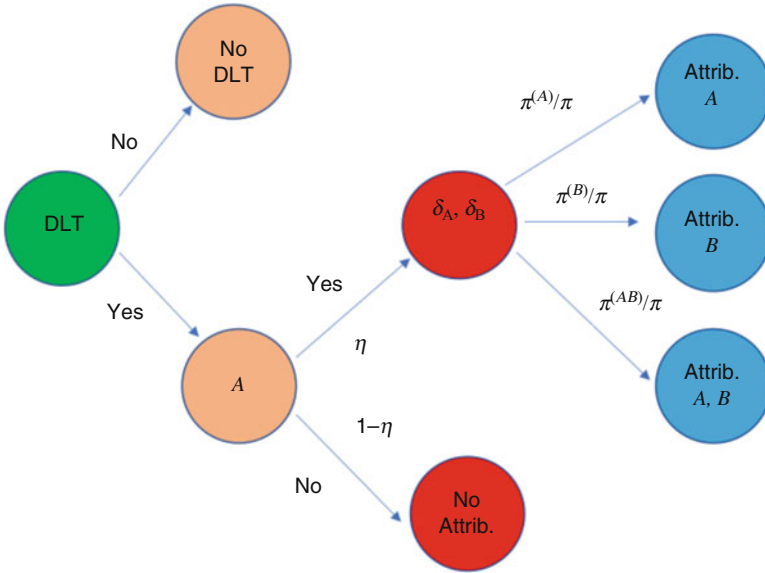 No
DLT
No
DLT
Yes
A
Yes
η
1−η
No
No
Attrib.
δ_A, δ_B
π^(A)/π
π^(B)/π
π^(AB)/π
Attrib.
A
Attrib.
B
Attrib.
A, B